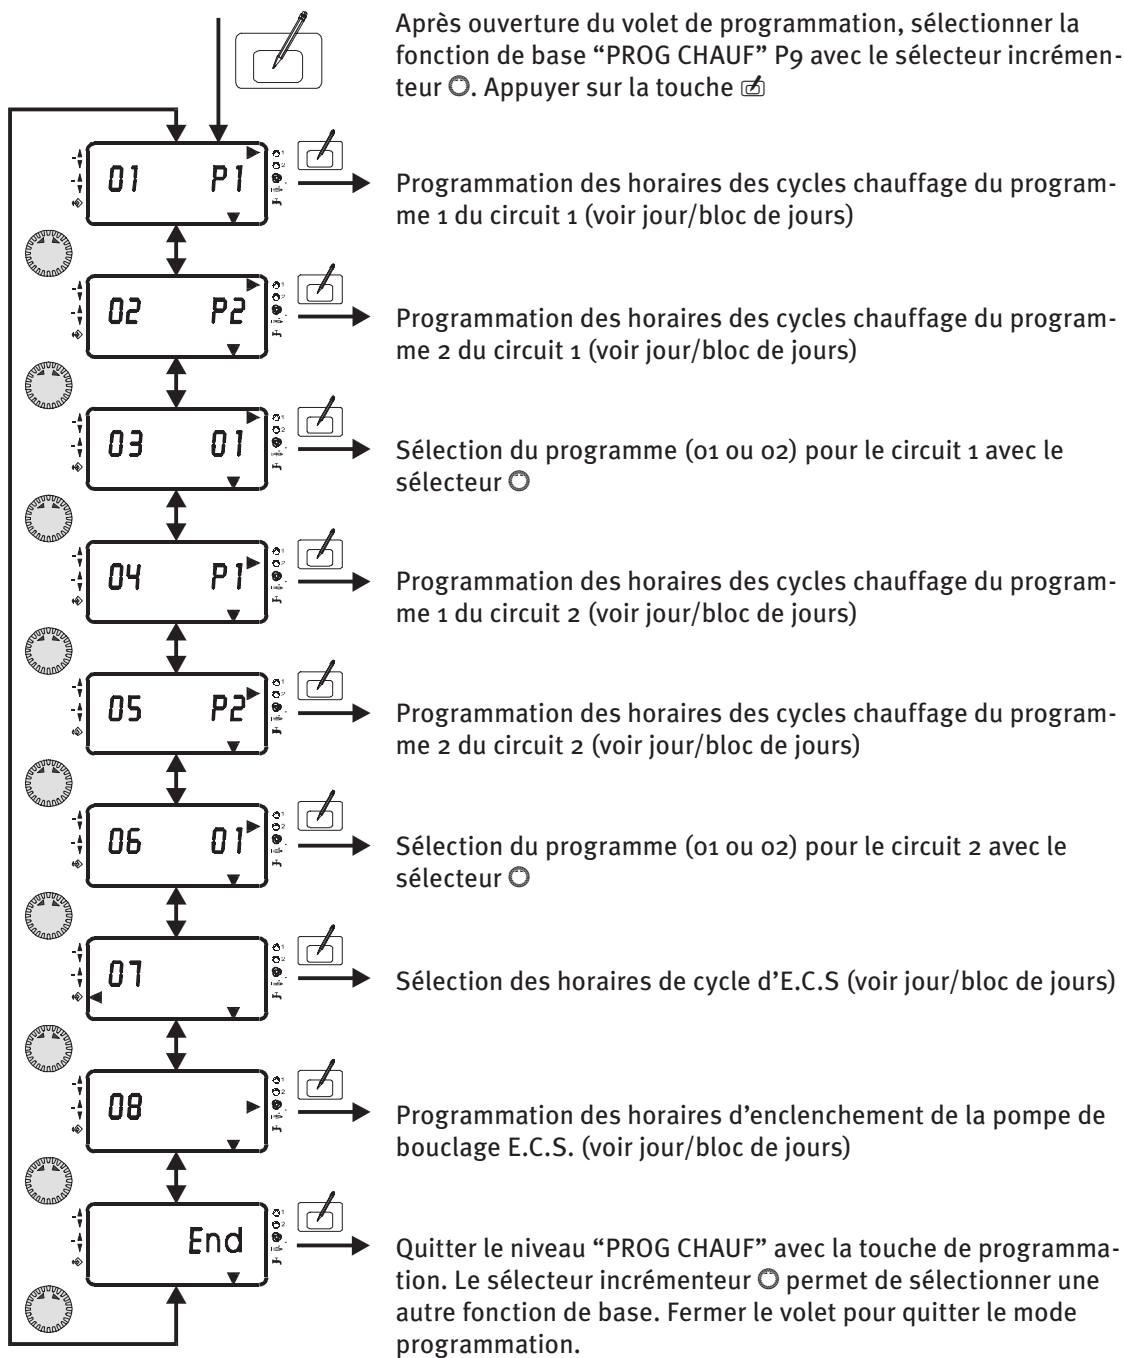 Après ouverture du volet de programmation, sélectionner la
fonction de base “PROG CHAUF” P9 avec le sélecteur incrémen-
teur . Appuyer sur la touche
01 P1
Programmation des horaires des cycles chauffage du program-
me 1 du circuit 1 (voir jour/bloc de jours)
02 P2
Programmation des horaires des cycles chauffage du program-
me 2 du circuit 1 (voir jour/bloc de jours)
03 01
Sélection du programme (01 ou 02) pour le circuit 1 avec le
sélecteur
04 P1
Programmation des horaires des cycles chauffage du program-
me 1 du circuit 2 (voir jour/bloc de jours)
05 P2
Programmation des horaires des cycles chauffage du program-
me 2 du circuit 2 (voir jour/bloc de jours)
06 01
Sélection du programme (01 ou 02) pour le circuit 2 avec le
sélecteur
07
Sélection des horaires de cycle d’E.C.S (voir jour/bloc de jours)
08
Programmation des horaires d’enclenchement de la pompe de
bouclage E.C.S. (voir jour/bloc de jours)
End
Quitter le niveau “PROG CHAUF” avec la touche de programma-
tion. Le sélecteur incrémenteur permet de sélectionner une
autre fonction de base. Fermer le volet pour quitter le mode
programmation.